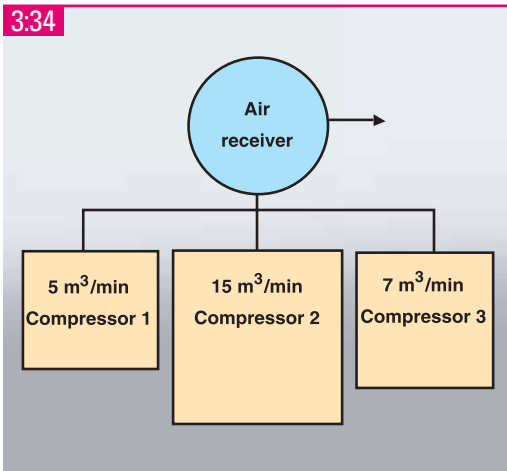 3:34
Air
receiver
5 m³/min
Compressor 1
15 m³/min
Compressor 2
7 m³/min
Compressor 3